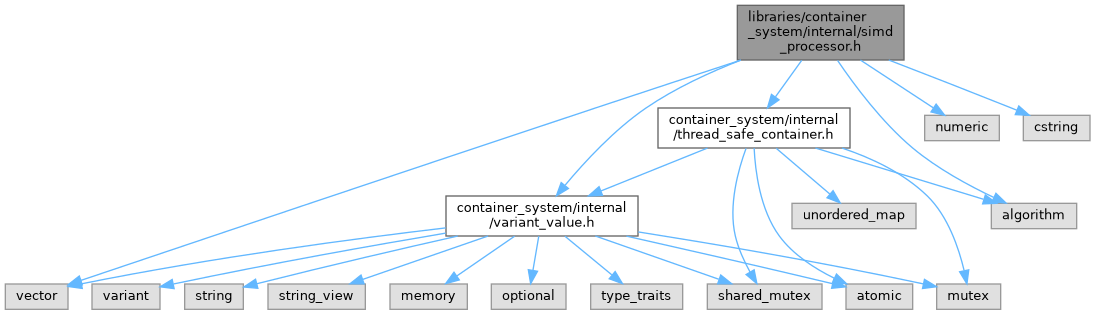 libraries/container
_system/internal/simd
_processor.h
container_system/internal
/thread_safe_container.h
numeric
cstring
container_system/internal
/variant_value.h
unordered_map
algorithm
vector
variant
string
string_view
memory
optional
type_traits
shared_mutex
atomic
mutex